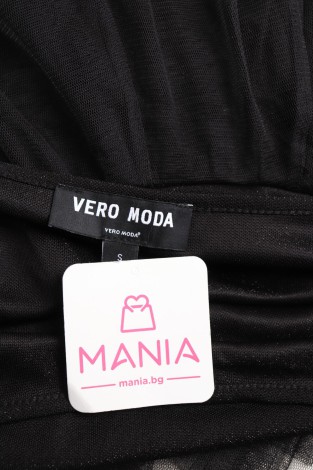 VERO MODA
VERO MODA®
S
MANIA
mania.bg